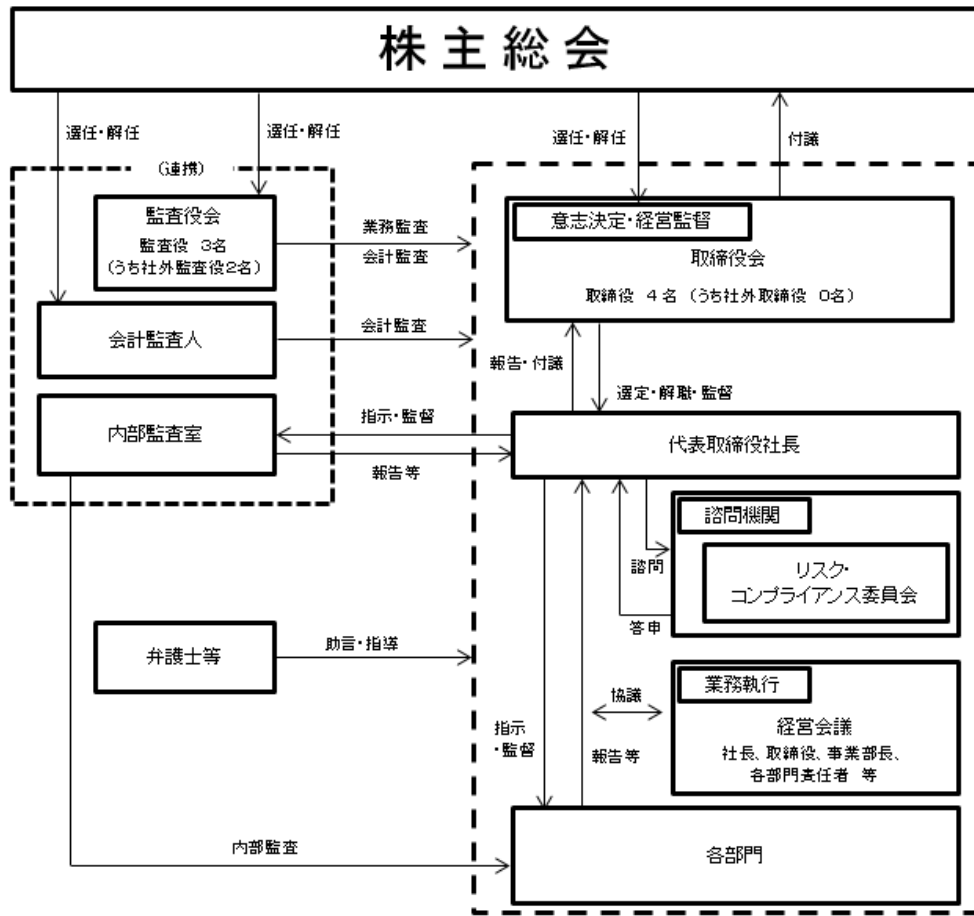 株主総会
選任・解任
選任・解任
選任・解任
付議
(連携)
監査役会
監査役 3名
(うち社外監査役2名)
業務監査
会計監査
意志決定・経営監督
取締役会
取締役 4名 (うち社外取締役 0名)
会計監査人
会計監査
報告・付議
選定・解職・監督
内部監査室
指示・監督
報告等
代表取締役社長
諮問機関
リスク・
コンプライアンス委員会
諮問
答申
弁護士等
助言・指導
業務執行
経営会議
社長、取締役、事業部長、
各部門責任者 等
協議
指示
・監督
報告等
内部監査
各部門